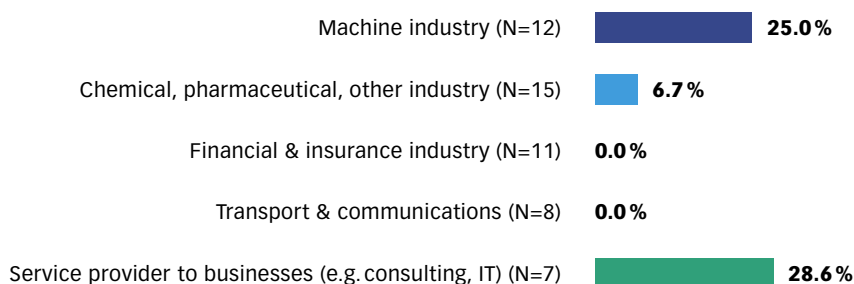 Machine industry (N=12) 25.0 %
Chemical, pharmaceutical, other industry (N=15) 6.7 %
Financial & insurance industry (N=11) 0.0 %
Transport & communications (N=8) 0.0 %
Service provider to businesses (e.g. consulting, IT) (N=7) 28.6 %